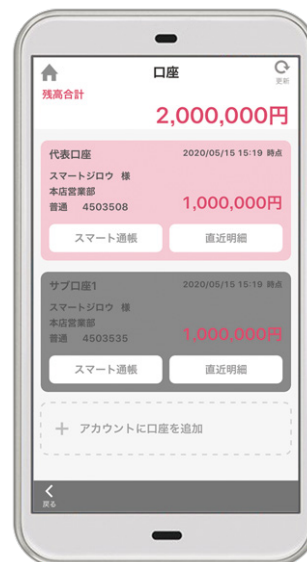 口座
更新
残高合計
2,000,000円
代表口座 2020/05/15 15:19 時点
スマートジロウ 様
本店営業部
普通 4503508 1,000,000円
スマート通帳 直近明細
サブ口座1 2020/05/15 15:19 時点
スマートジロウ 様
本店営業部
普通 4503535 1,000,000円
スマート通帳 直近明細
＋ アカウントに口座を追加
戻る